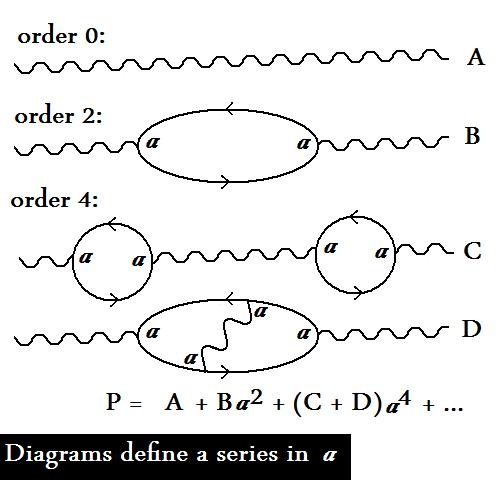 order 0:
A
order 2:
a a B
order 4:
a a a a C
a a a a D
P = A + Ba² + (C + D)a⁴ + ...
Diagrams define a series in a